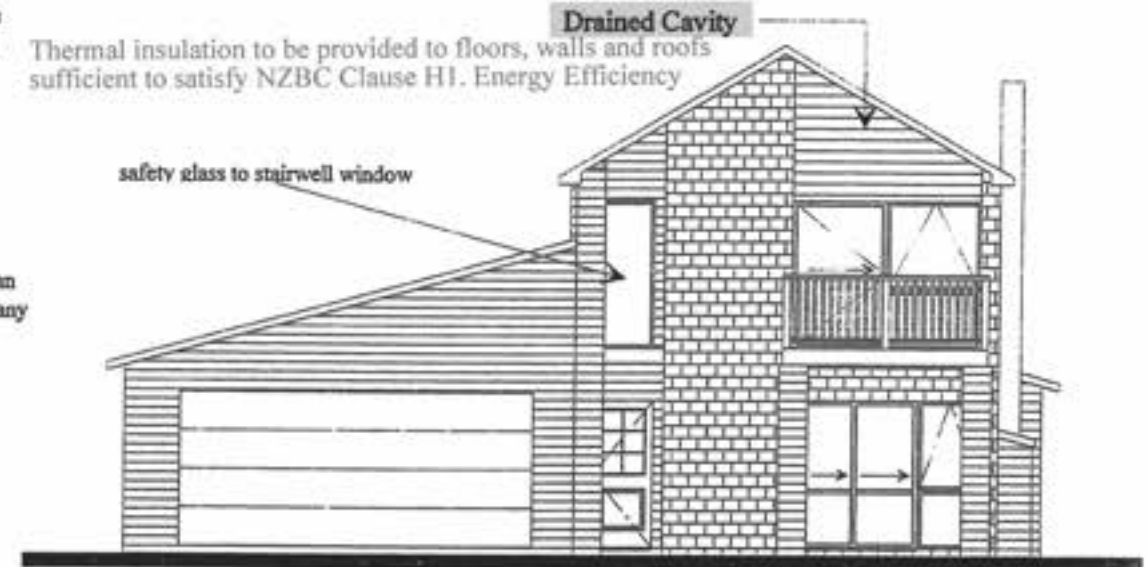 Drained Cavity
Thermal insulation to be provided to floors, walls and roofs
sufficient to satisfy NZBC Clause H1. Energy Efficiency
safety glass to stairwell window
any